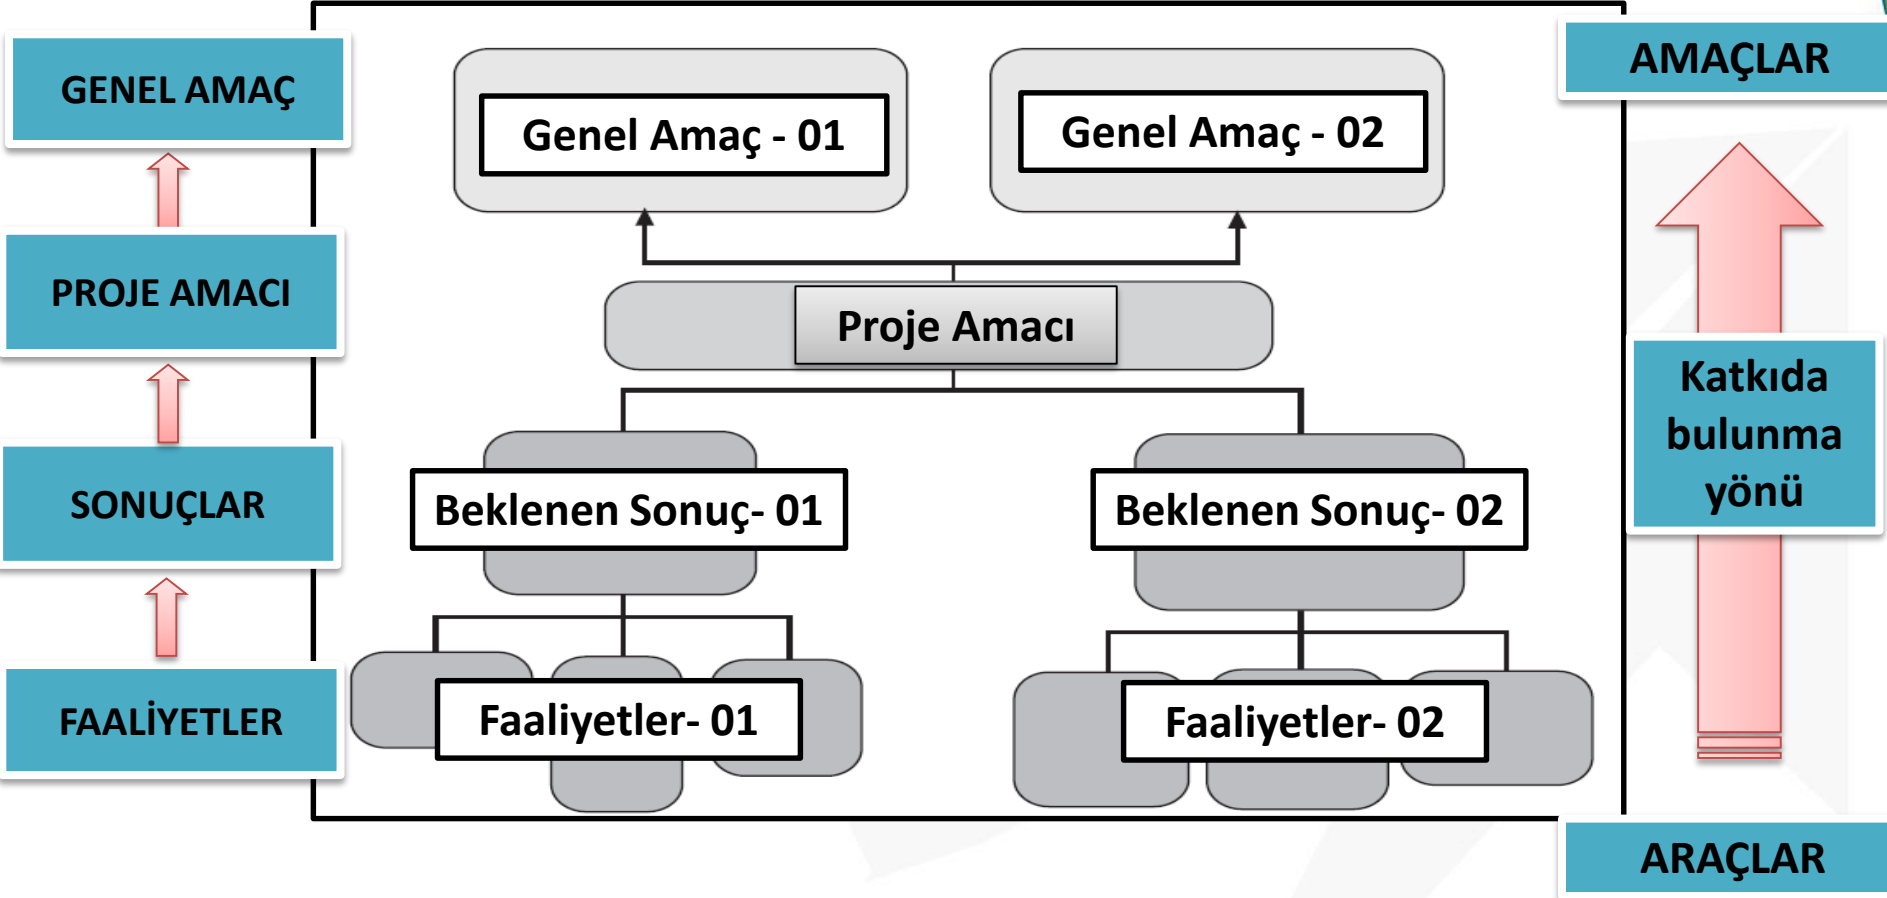 GENEL AMAÇ
PROJE AMACI
SONUÇLAR
FAALİYETLER
Genel Amaç - 01
Genel Amaç - 02
Proje Amacı
Beklenen Sonuç- 01
Beklenen Sonuç- 02
Faaliyetler- 01
Faaliyetler- 02
AMAÇLAR
Katkıda
bulunma
yönü
ARAÇLAR